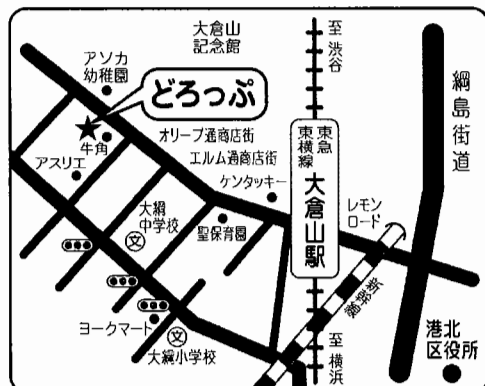 大倉山
記念館
至渋谷
アソカ
幼稚園
どろっぷ
綱島街道
牛角
オリーブ通商店街
東急
東横線
大倉山駅
エルム通商店街
アスリエ
ケンタッキー
レモン
ロード
大綱
中学校
文
聖保育園
新幹線
ヨークマート
文
大綱小学校
至横浜
港北
区役所